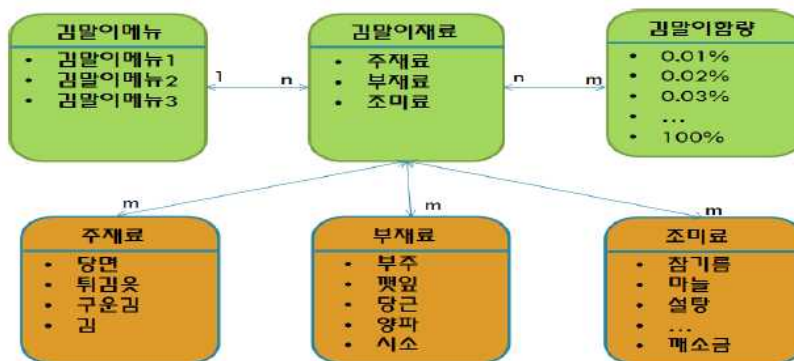 김말이메뉴
• 김말이메뉴1
• 김말이메뉴2
• 김말이메뉴3
1
n
김말이재료
• 주재료
• 부재료
• 조미료
n
m
김말이함량
• 0.01%
• 0.02%
• 0.03%
• ...
• 100%
m
m
m
주재료
• 당면
• 튀김옷
• 구운김
• 김
부재료
• 부주
• 깻잎
• 당근
• 양파
• 시소
조미료
• 참기름
• 마늘
• 설탕
• ...
• 깨소금